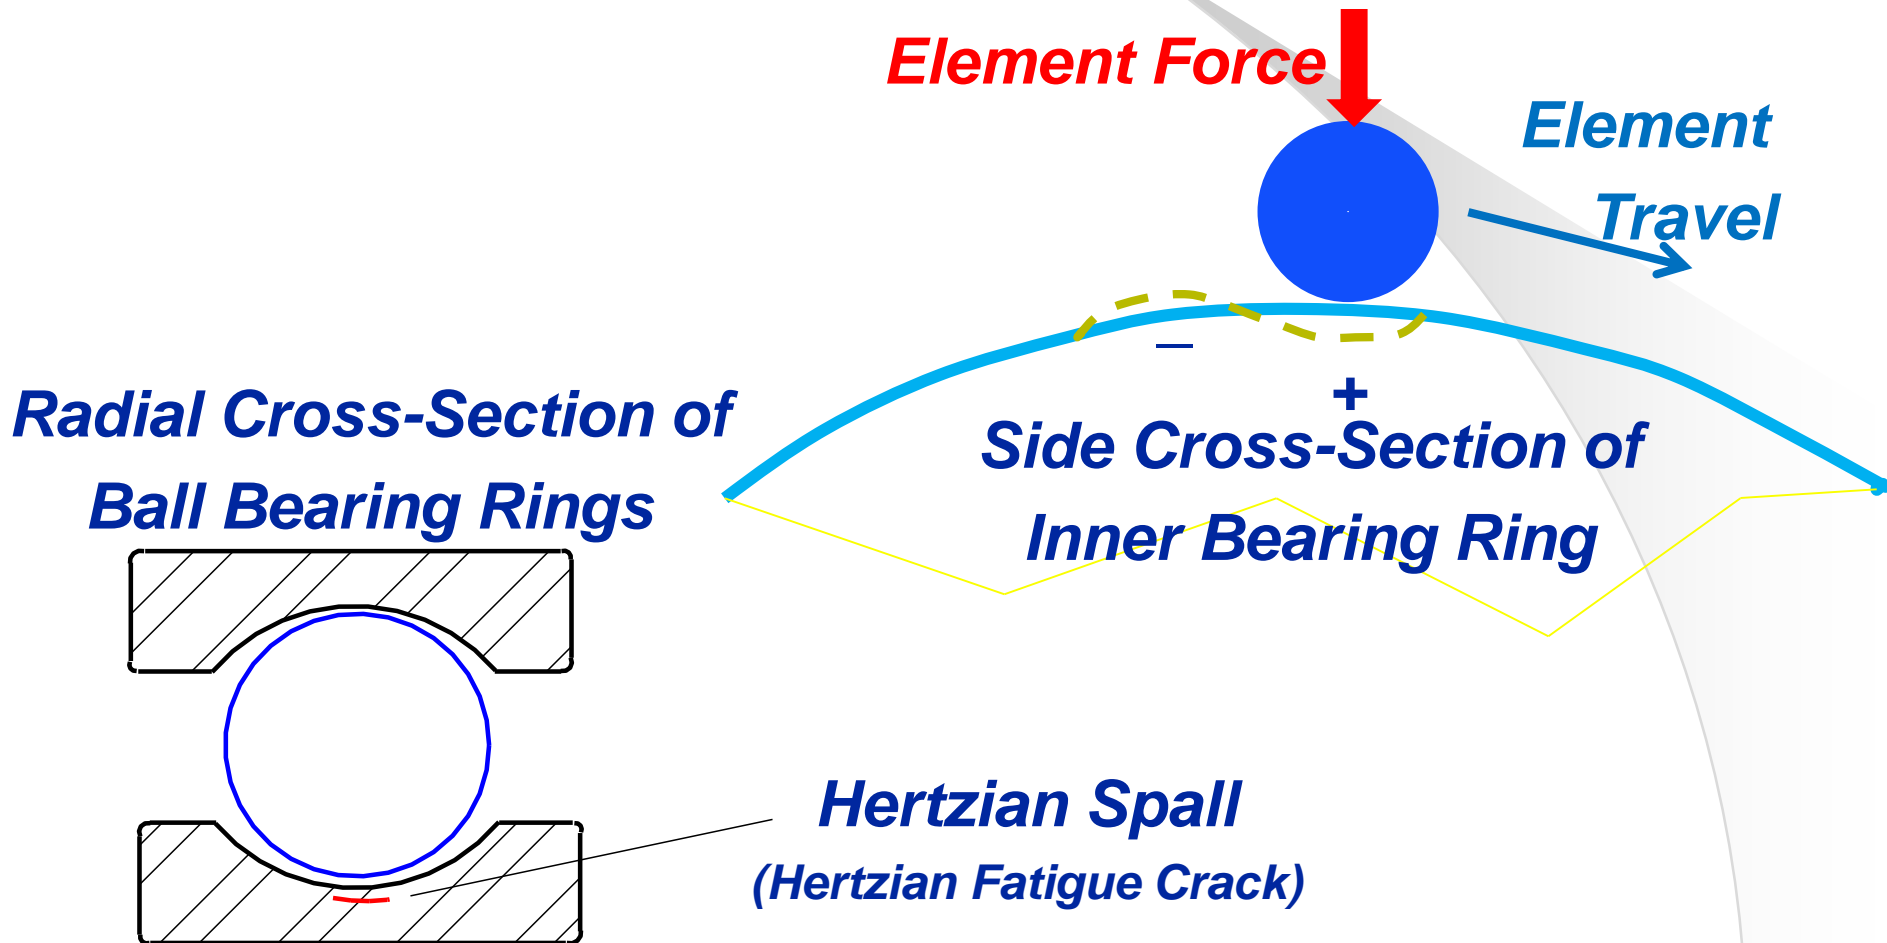 Element Force
Element
Travel
–
+
Radial Cross-Section of
Ball Bearing Rings
Side Cross-Section of
Inner Bearing Ring
Hertzian Spall
(Hertzian Fatigue Crack)